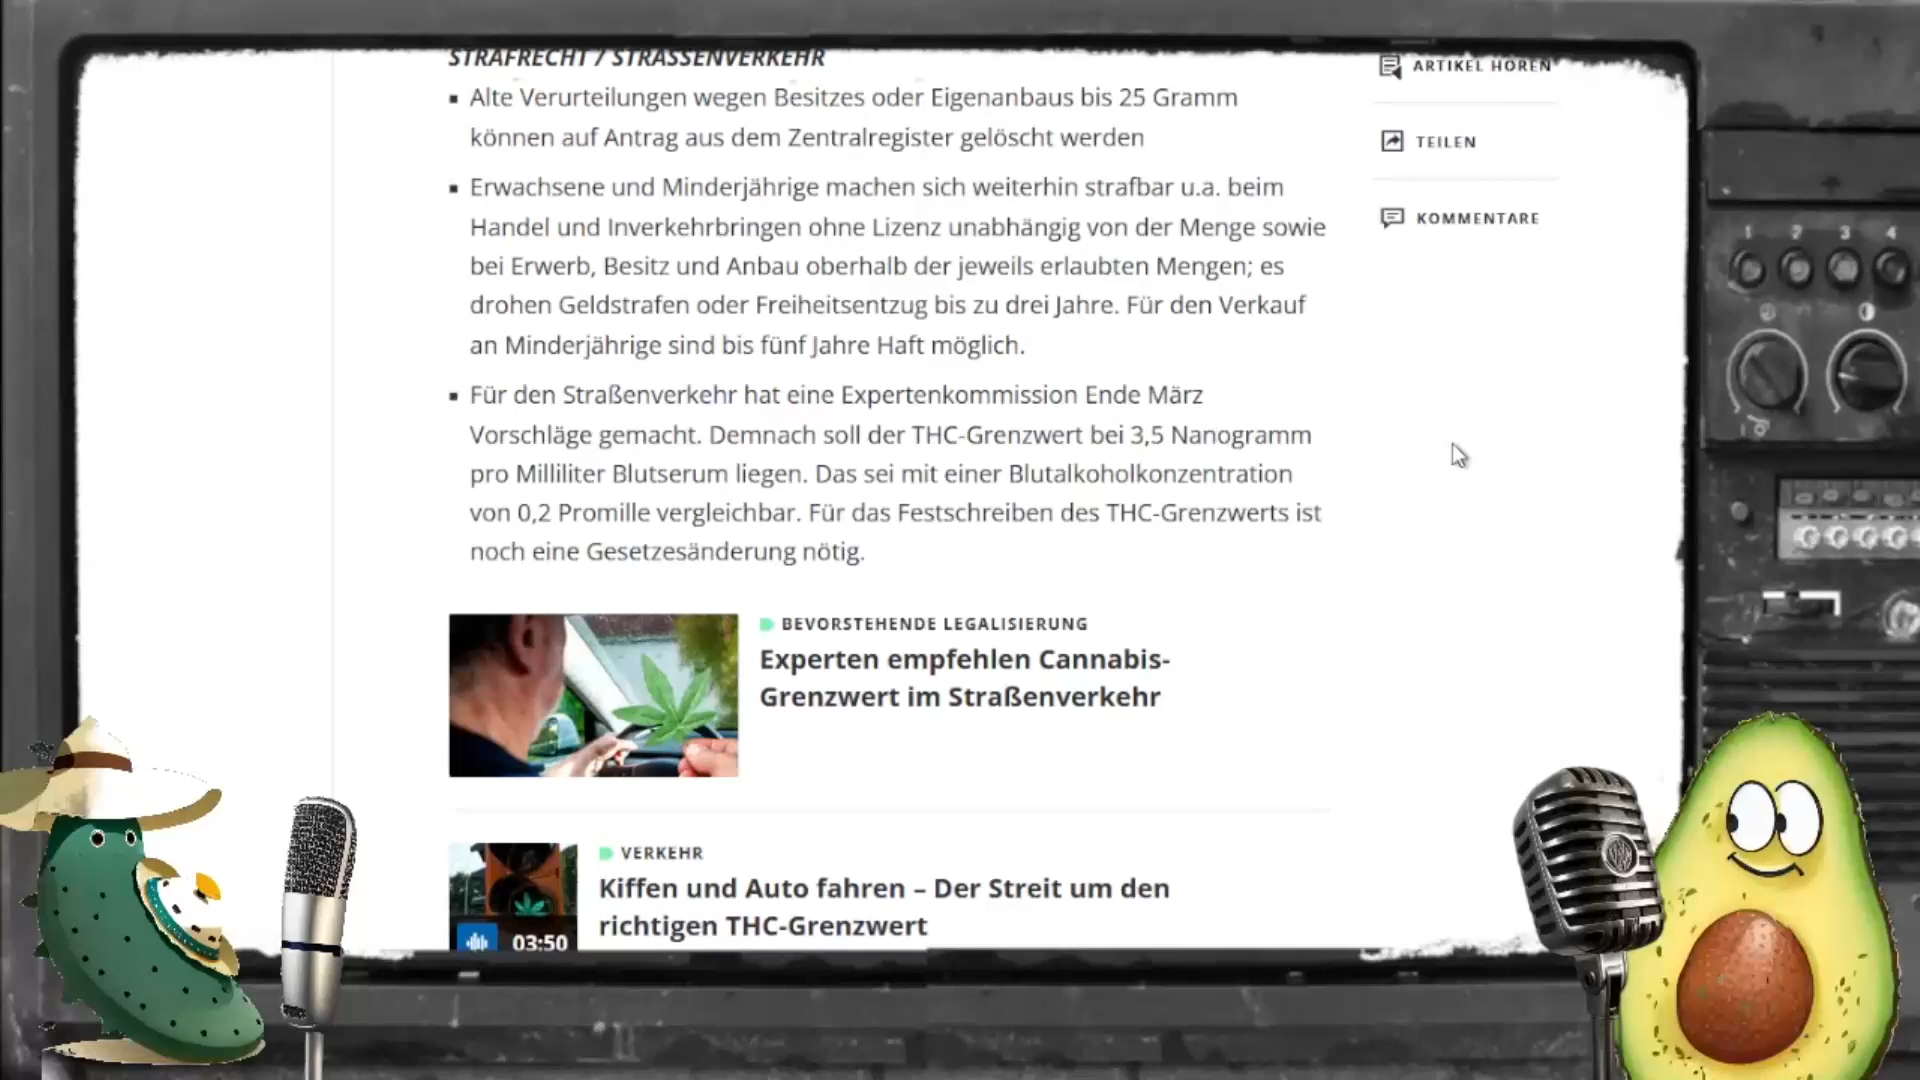 STRAFRECHT / STRASSENVERKEHR
Alte Verurteilungen wegen Besitzes oder Eigenanbaus bis 25 Gramm
können auf Antrag aus dem Zentralregister gelöscht werden
Erwachsene und Minderjährige machen sich weiterhin strafbar u.a. beim
Handel und Inverkehrbringen ohne Lizenz unabhängig von der Menge sowie
bei Erwerb, Besitz und Anbau oberhalb der jeweils erlaubten Mengen; es
drohen Geldstrafen oder Freiheitsentzug bis zu drei Jahre. Für den Verkauf
an Minderjährige sind bis fünf Jahre Haft möglich.
Für den Straßenverkehr hat eine Expertenkommission Ende März
Vorschläge gemacht. Demnach soll der THC-Grenzwert bei 3,5 Nanogramm
pro Milliliter Blutserum liegen. Das sei mit einer Blutalkoholkonzentration
von 0,2 Promille vergleichbar. Für das Festschreiben des THC-Grenzwerts ist
noch eine Gesetzesänderung nötig.
BEVORSTEHENDE LEGALISIERUNG
Experten empfehlen Cannabis-
Grenzwert im Straßenverkehr
VERKEHR
Kiffen und Auto fahren – Der Streit um den
richtigen THC-Grenzwert
03:50
ARTIKEL HÖREN
TEILEN
KOMMENTARE
1 2 3 4